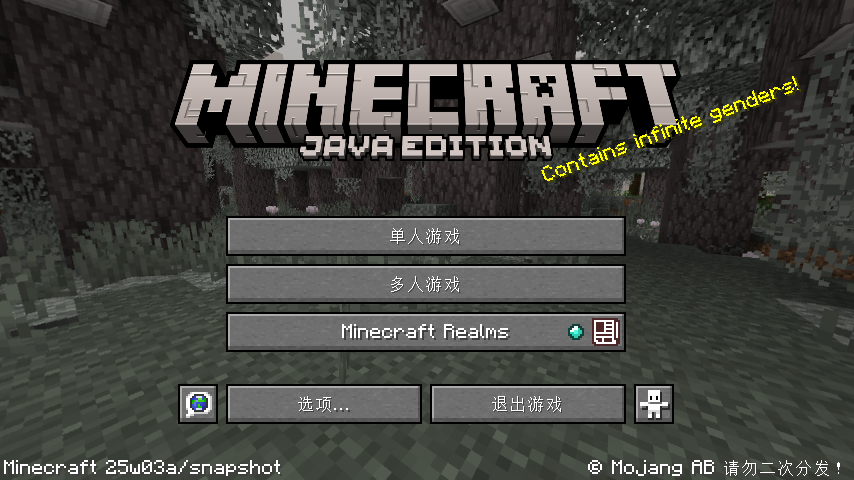 MINECRAFT
JAVA EDITION
Contains infinite genders!
单人游戏
多人游戏
Minecraft Realms
选项...
退出游戏
Minecraft 25w03a/snapshot
© Mojang AB 请勿二次分发!